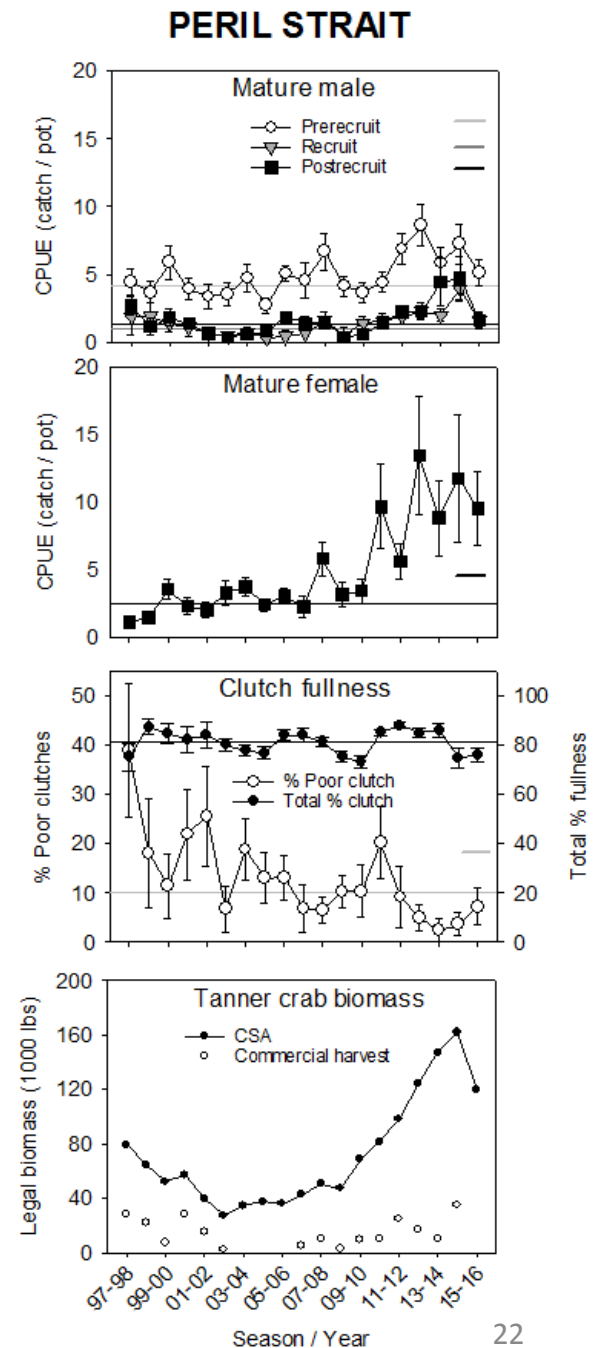 PERIL STRAIT
Mature male
Prerecruit
Recruit
Postrecruit
CPUE (catch / pot)
20
15
10
5
0
Mature female
CPUE (catch / pot)
20
15
10
5
0
Clutch fullness
% Poor clutch
Total % clutch
% Poor clutches
50
40
30
20
10
0
Total % fullness
100
80
60
40
20
0
Tanner crab biomass
CSA
Commercial harvest
Legal biomass (1000 lbs)
200
160
120
80
40
0
97-98
99-00
01-02
03-04
05-06
07-08
09-10
11-12
13-14
15-16
Season / Year
22